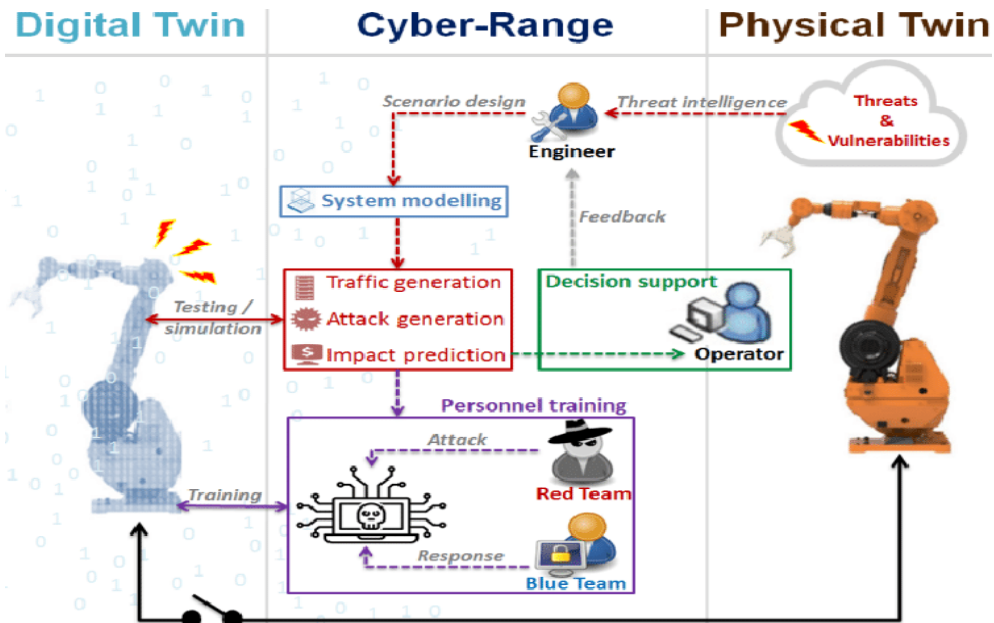 Digital Twin
Cyber-Range
Physical Twin
Scenario design
Threat intelligence
Threats
&
Vulnerabilities
Engineer
System modelling
Feedback
Traffic generation
Attack generation
Impact prediction
Decision support
Operator
Testing /
simulation
Personnel training
Attack
Red Team
Training
Response
Blue Team